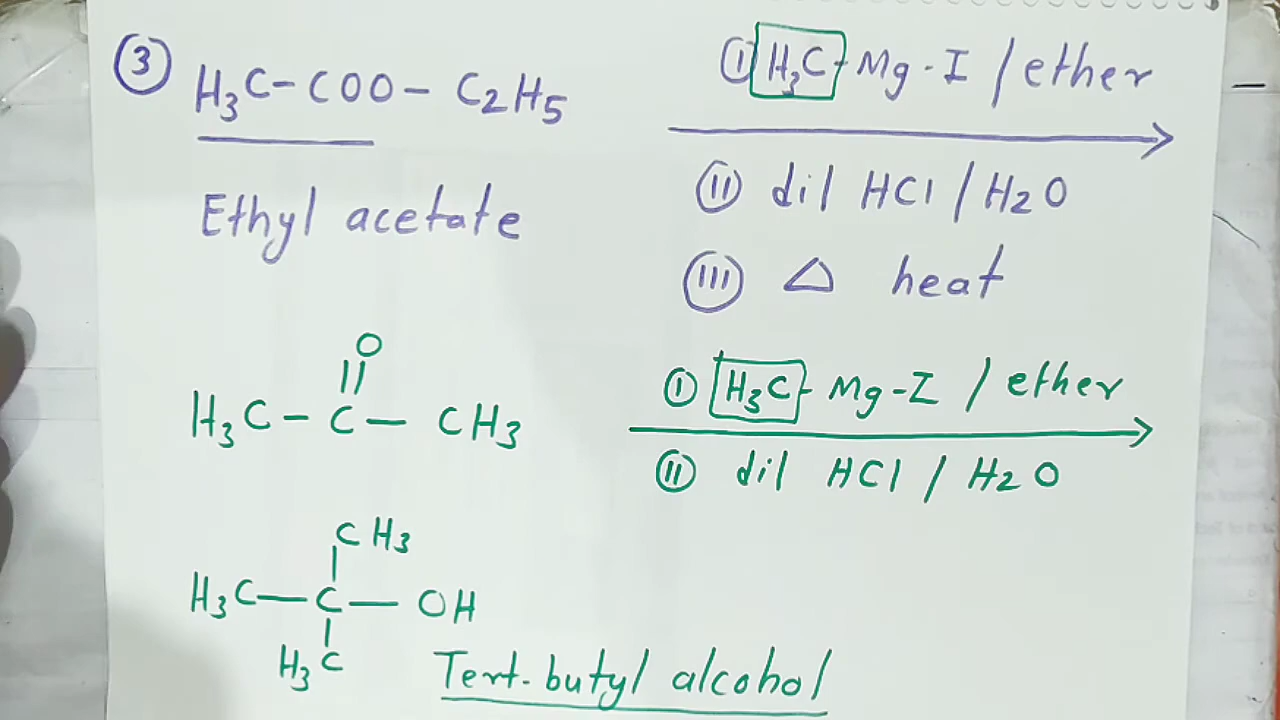 ③ H₃C-COO-C₂H₅
Ⓘ H₃C-Mg-I / ether
Ⓘⓘ dil HCl / H₂O
Ethyl acetate
Ⓘⓘⓘ △ heat
O
H₃C-C-CH₃
Ⓘ H₃C-Mg-I / ether
Ⓘⓘ dil HCl / H₂O
CH₃
H₃C-C-OH
H₃C
Tert-butyl alcohol